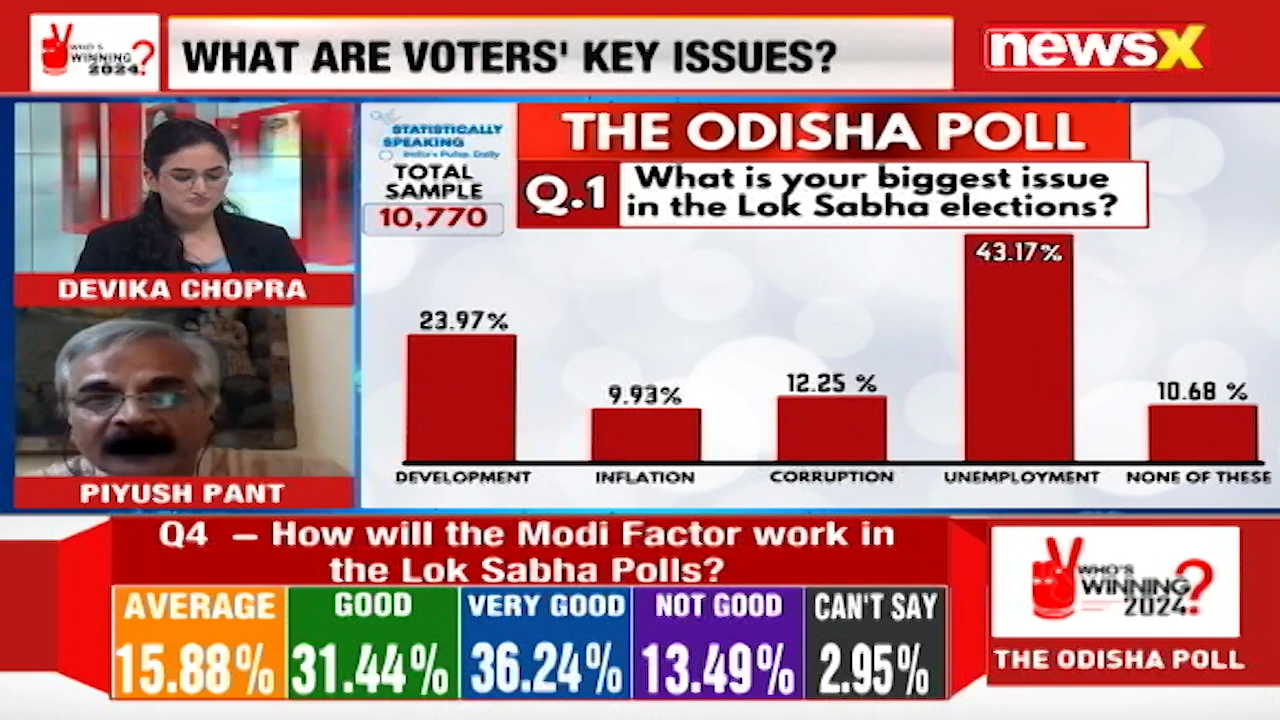 WHO'S
WINNING
2024?
WHAT ARE VOTERS' KEY ISSUES?
newsX
STATISTICALLY
SPEAKING
India's Pulse, Daily
TOTAL
SAMPLE
10,770
THE ODISHA POLL
Q.1
What is your biggest issue
in the Lok Sabha elections?
DEVIKA CHOPRA
PIYUSH PANT
23.97%
9.93%
12.25 %
43.17%
10.68 %
DEVELOPMENT
INFLATION
CORRUPTION
UNEMPLOYMENT
NONE OF THESE
Q4 – How will the Modi Factor work in
the Lok Sabha Polls?
AVERAGE
15.88%
GOOD
31.44%
VERY GOOD
36.24%
NOT GOOD
13.49%
CAN'T SAY
2.95%
WHO'S
WINNING
2024?
THE ODISHA POLL